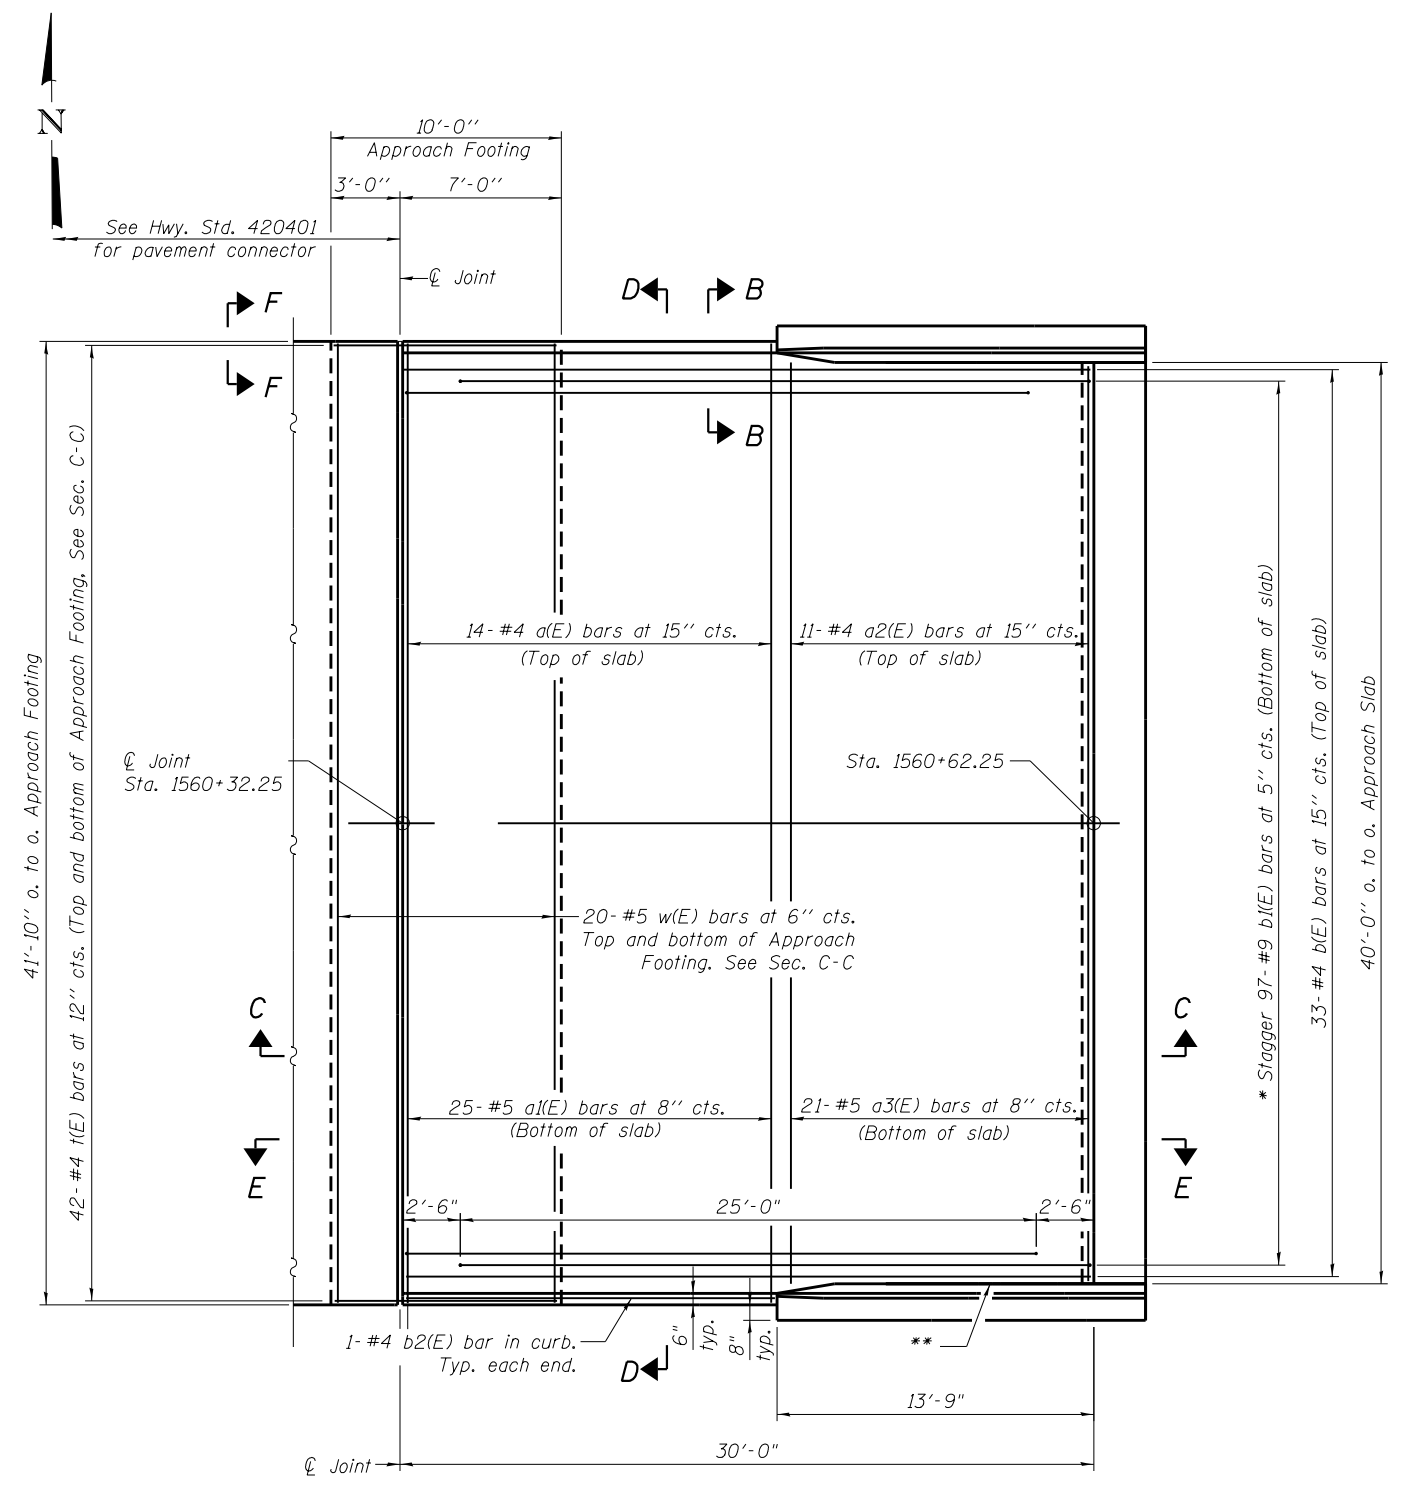 10'-0''
Approach Footing
N
3'-0''
7'-0''
See Hwy. Std. 420401
for pavement connector
℄ Joint
D
B
F
F
B
41'-10'' o. to o. Approach Footing
42-#4 t(E) bars at 12'' cts. (Top and bottom of Approach Footing, See Sec. C-C)
14-#4 a(E) bars at 15'' cts.
(Top of slab)
11-#4 a2(E) bars at 15'' cts.
(Top of slab)
* Stagger 97-#9 b1(E) bars at 5'' cts. (Bottom of slab)
33-#4 b(E) bars at 15'' cts. (Top of slab)
40'-0'' o. to o. Approach Slab
℄ Joint
Sta. 1560+32.25
Sta. 1560+62.25
20-#5 w(E) bars at 6'' cts.
Top and bottom of Approach
Footing. See Sec. C-C
C
C
25-#5 a1(E) bars at 8'' cts.
(Bottom of slab)
21-#5 a3(E) bars at 8'' cts.
(Bottom of slab)
E
E
2'-6"
25'-0"
2'-6"
1-#4 b2(E) bar in curb.
Typ. each end.
6"
typ.
8"
typ.
**
D
13'-9"
30'-0"
℄ Joint